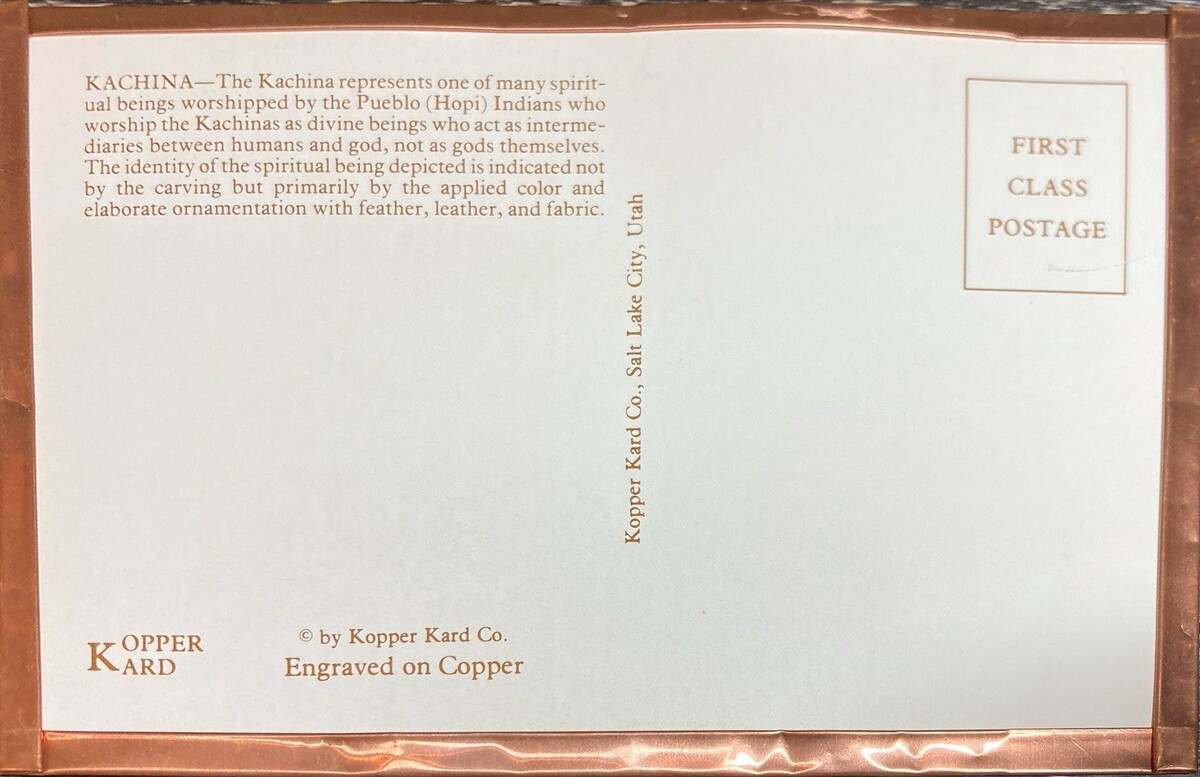 KACHINA—The Kachina represents one of many spirit-
ual beings worshipped by the Pueblo (Hopi) Indians who
worship the Kachinas as divine beings who act as interme-
diaries between humans and god, not as gods themselves.
The identity of the spiritual being depicted is indicated not
by the carving but primarily by the applied color and
elaborate ornamentation with feather, leather, and fabric.
Kopper Kard Co., Salt Lake City, Utah
FIRST
CLASS
POSTAGE
KOPPER
KARD
© by Kopper Kard Co.
Engraved on Copper